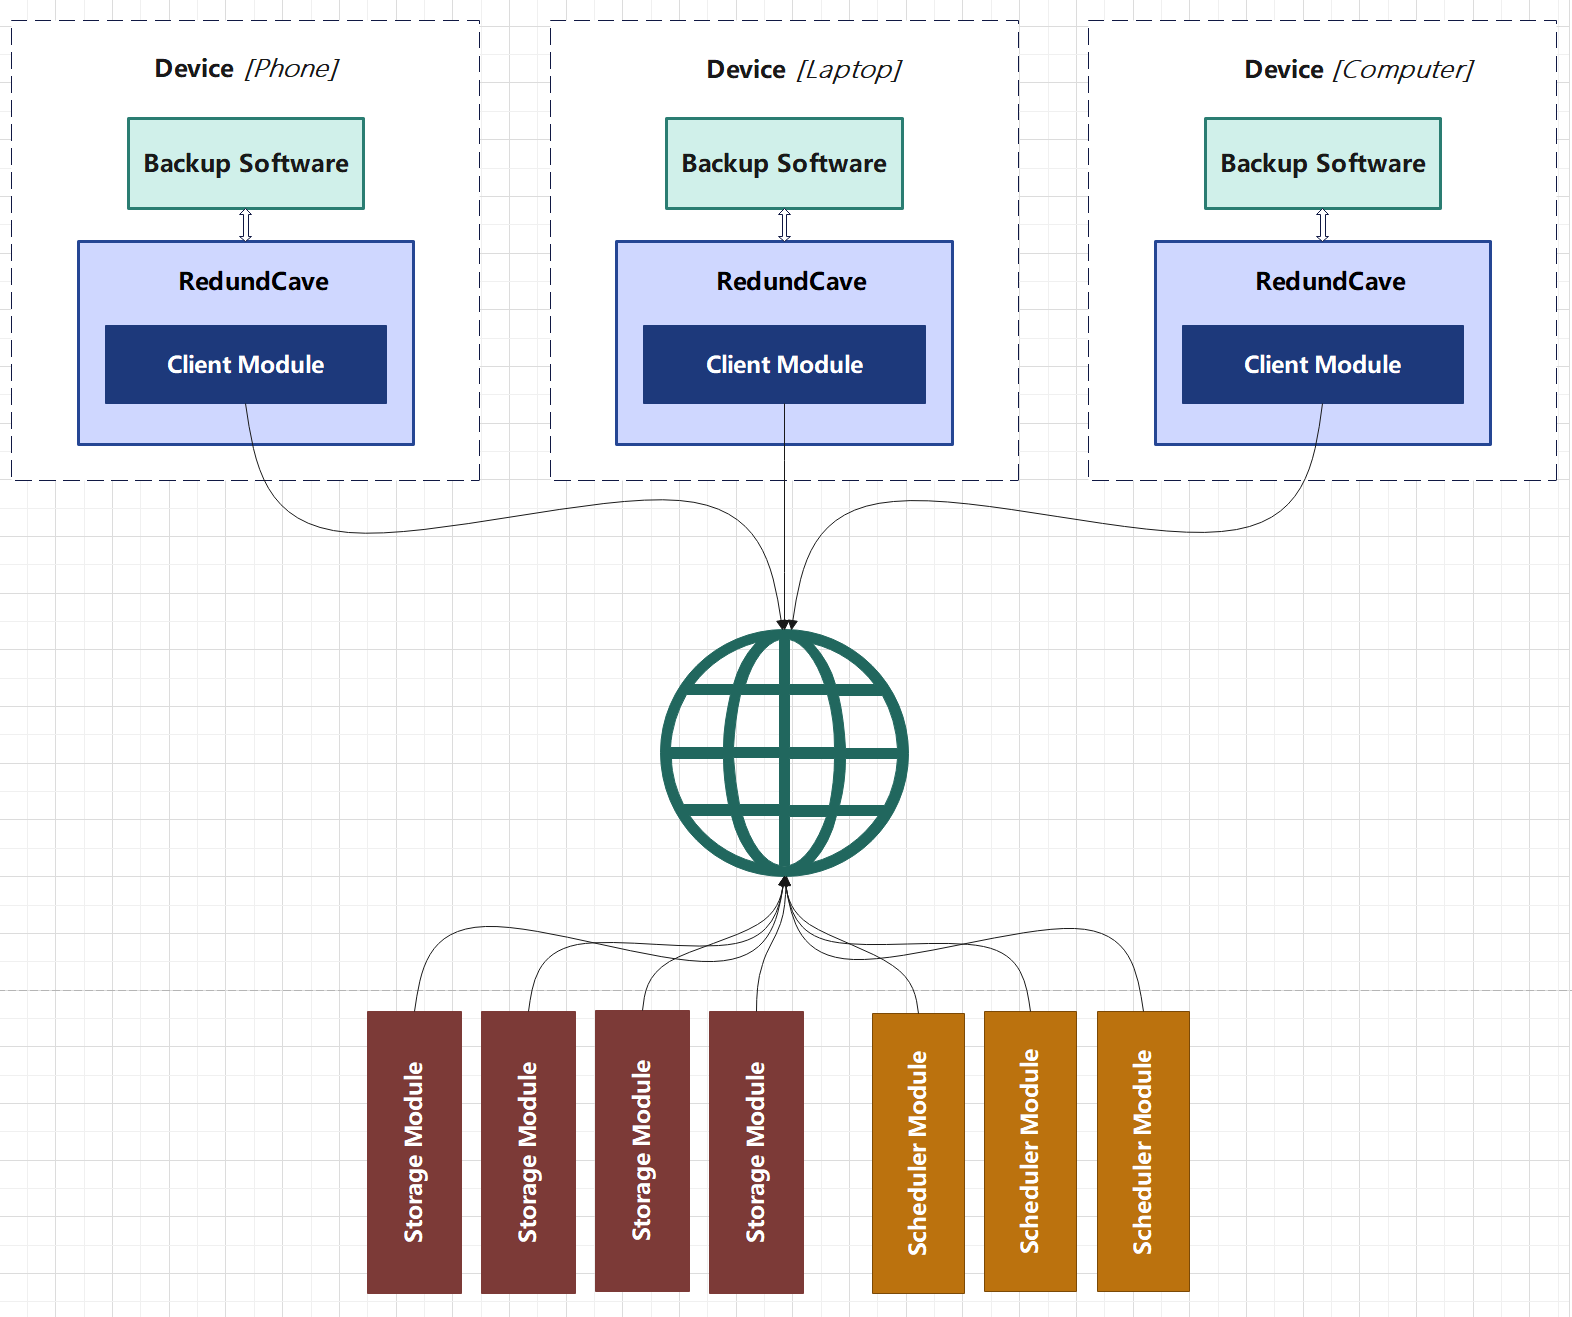 Device [Phone]
Device [Laptop]
Device [Computer]
Backup Software
Backup Software
Backup Software
RedundCave
RedundCave
RedundCave
Client Module
Client Module
Client Module
Storage Module
Storage Module
Storage Module
Storage Module
Scheduler Module
Scheduler Module
Scheduler Module